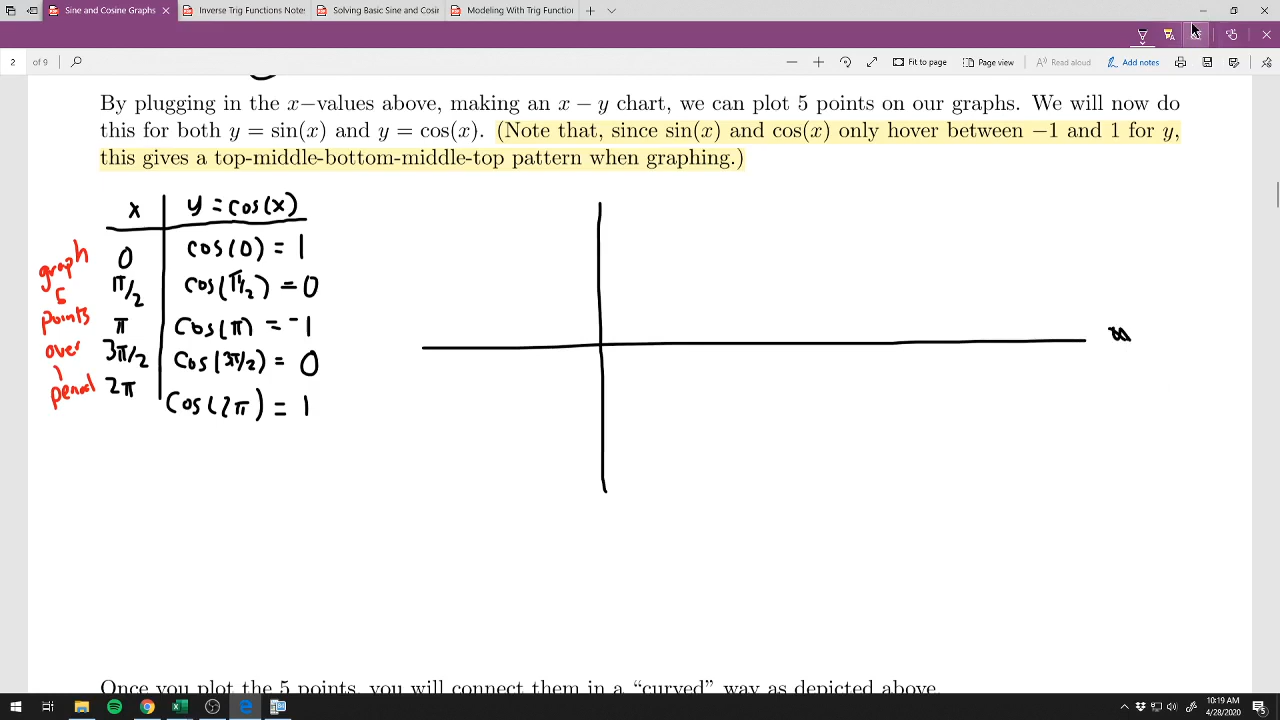 Sine and Cosine Graphs
Inverse Trig Functions Notes
Solving Basic Sine and Cosir
Modeling With Trig Function
2 of 9
Fit to page
Page view
Read aloud
Add notes
By plugging in the x−values above, making an x − y chart, we can plot 5 points on our graphs. We will now do
this for both y = sin(x) and y = cos(x). (Note that, since sin(x) and cos(x) only hover between −1 and 1 for y,
this gives a top-middle-bottom-middle-top pattern when graphing.)
x y = cos(x)
0 cos(0) = 1
π/2 cos(π/2) = 0
π cos(π) = -1
3π/2 cos(3π/2) = 0
2π cos(2π) = 1
graph
5
points
over
1
period
Once you plot the 5 points, you will connect them in a "curved" way as depicted above.
10:19 AM
4/28/2020